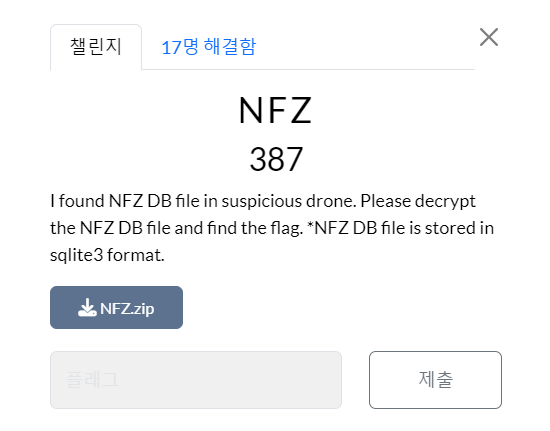 챌린지 17명 해결함
NFZ
387
I found NFZ DB file in suspicious drone. Please decrypt
the NFZ DB file and find the flag. *NFZ DB file is stored in
sqlite3 format.
NFZ.zip
플래그 제출